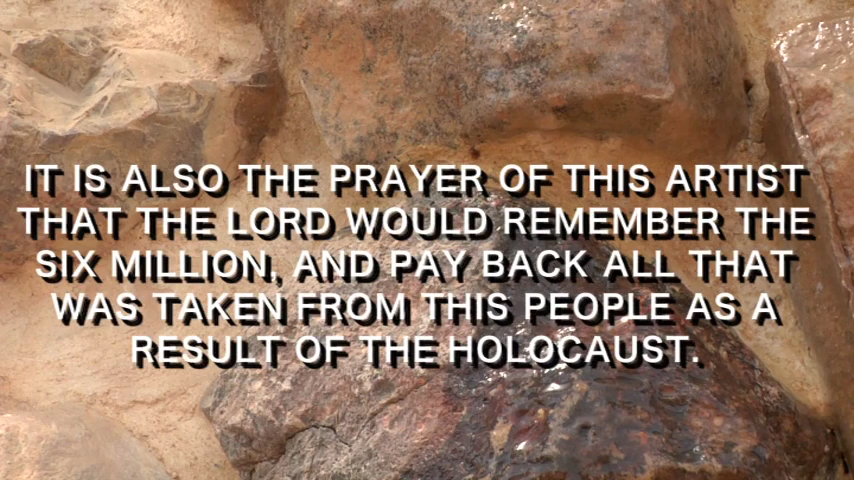 IT IS ALSO THE PRAYER OF THIS ARTIST
THAT THE LORD WOULD REMEMBER THE
SIX MILLION, AND PAY BACK ALL THAT
WAS TAKEN FROM THIS PEOPLE AS A
RESULT OF THE HOLOCAUST.